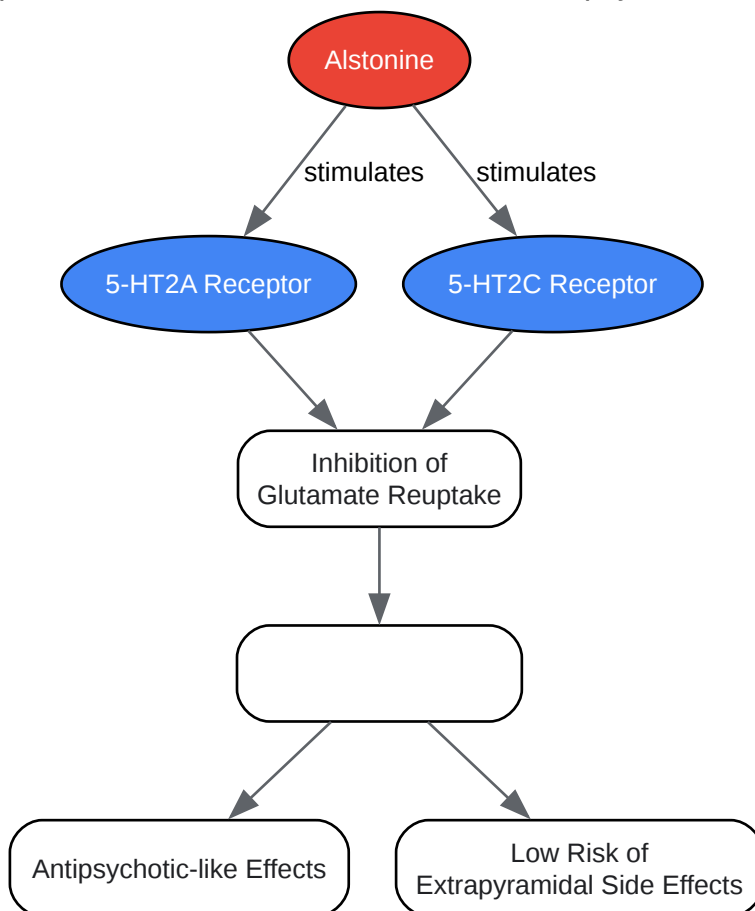 Alstonine
stimulates
stimulates
5-HT2A Receptor
5-HT2C Receptor
Inhibition of
Glutamate Reuptake
Antipsychotic-like Effects
Low Risk of
Extrapyramidal Side Effects